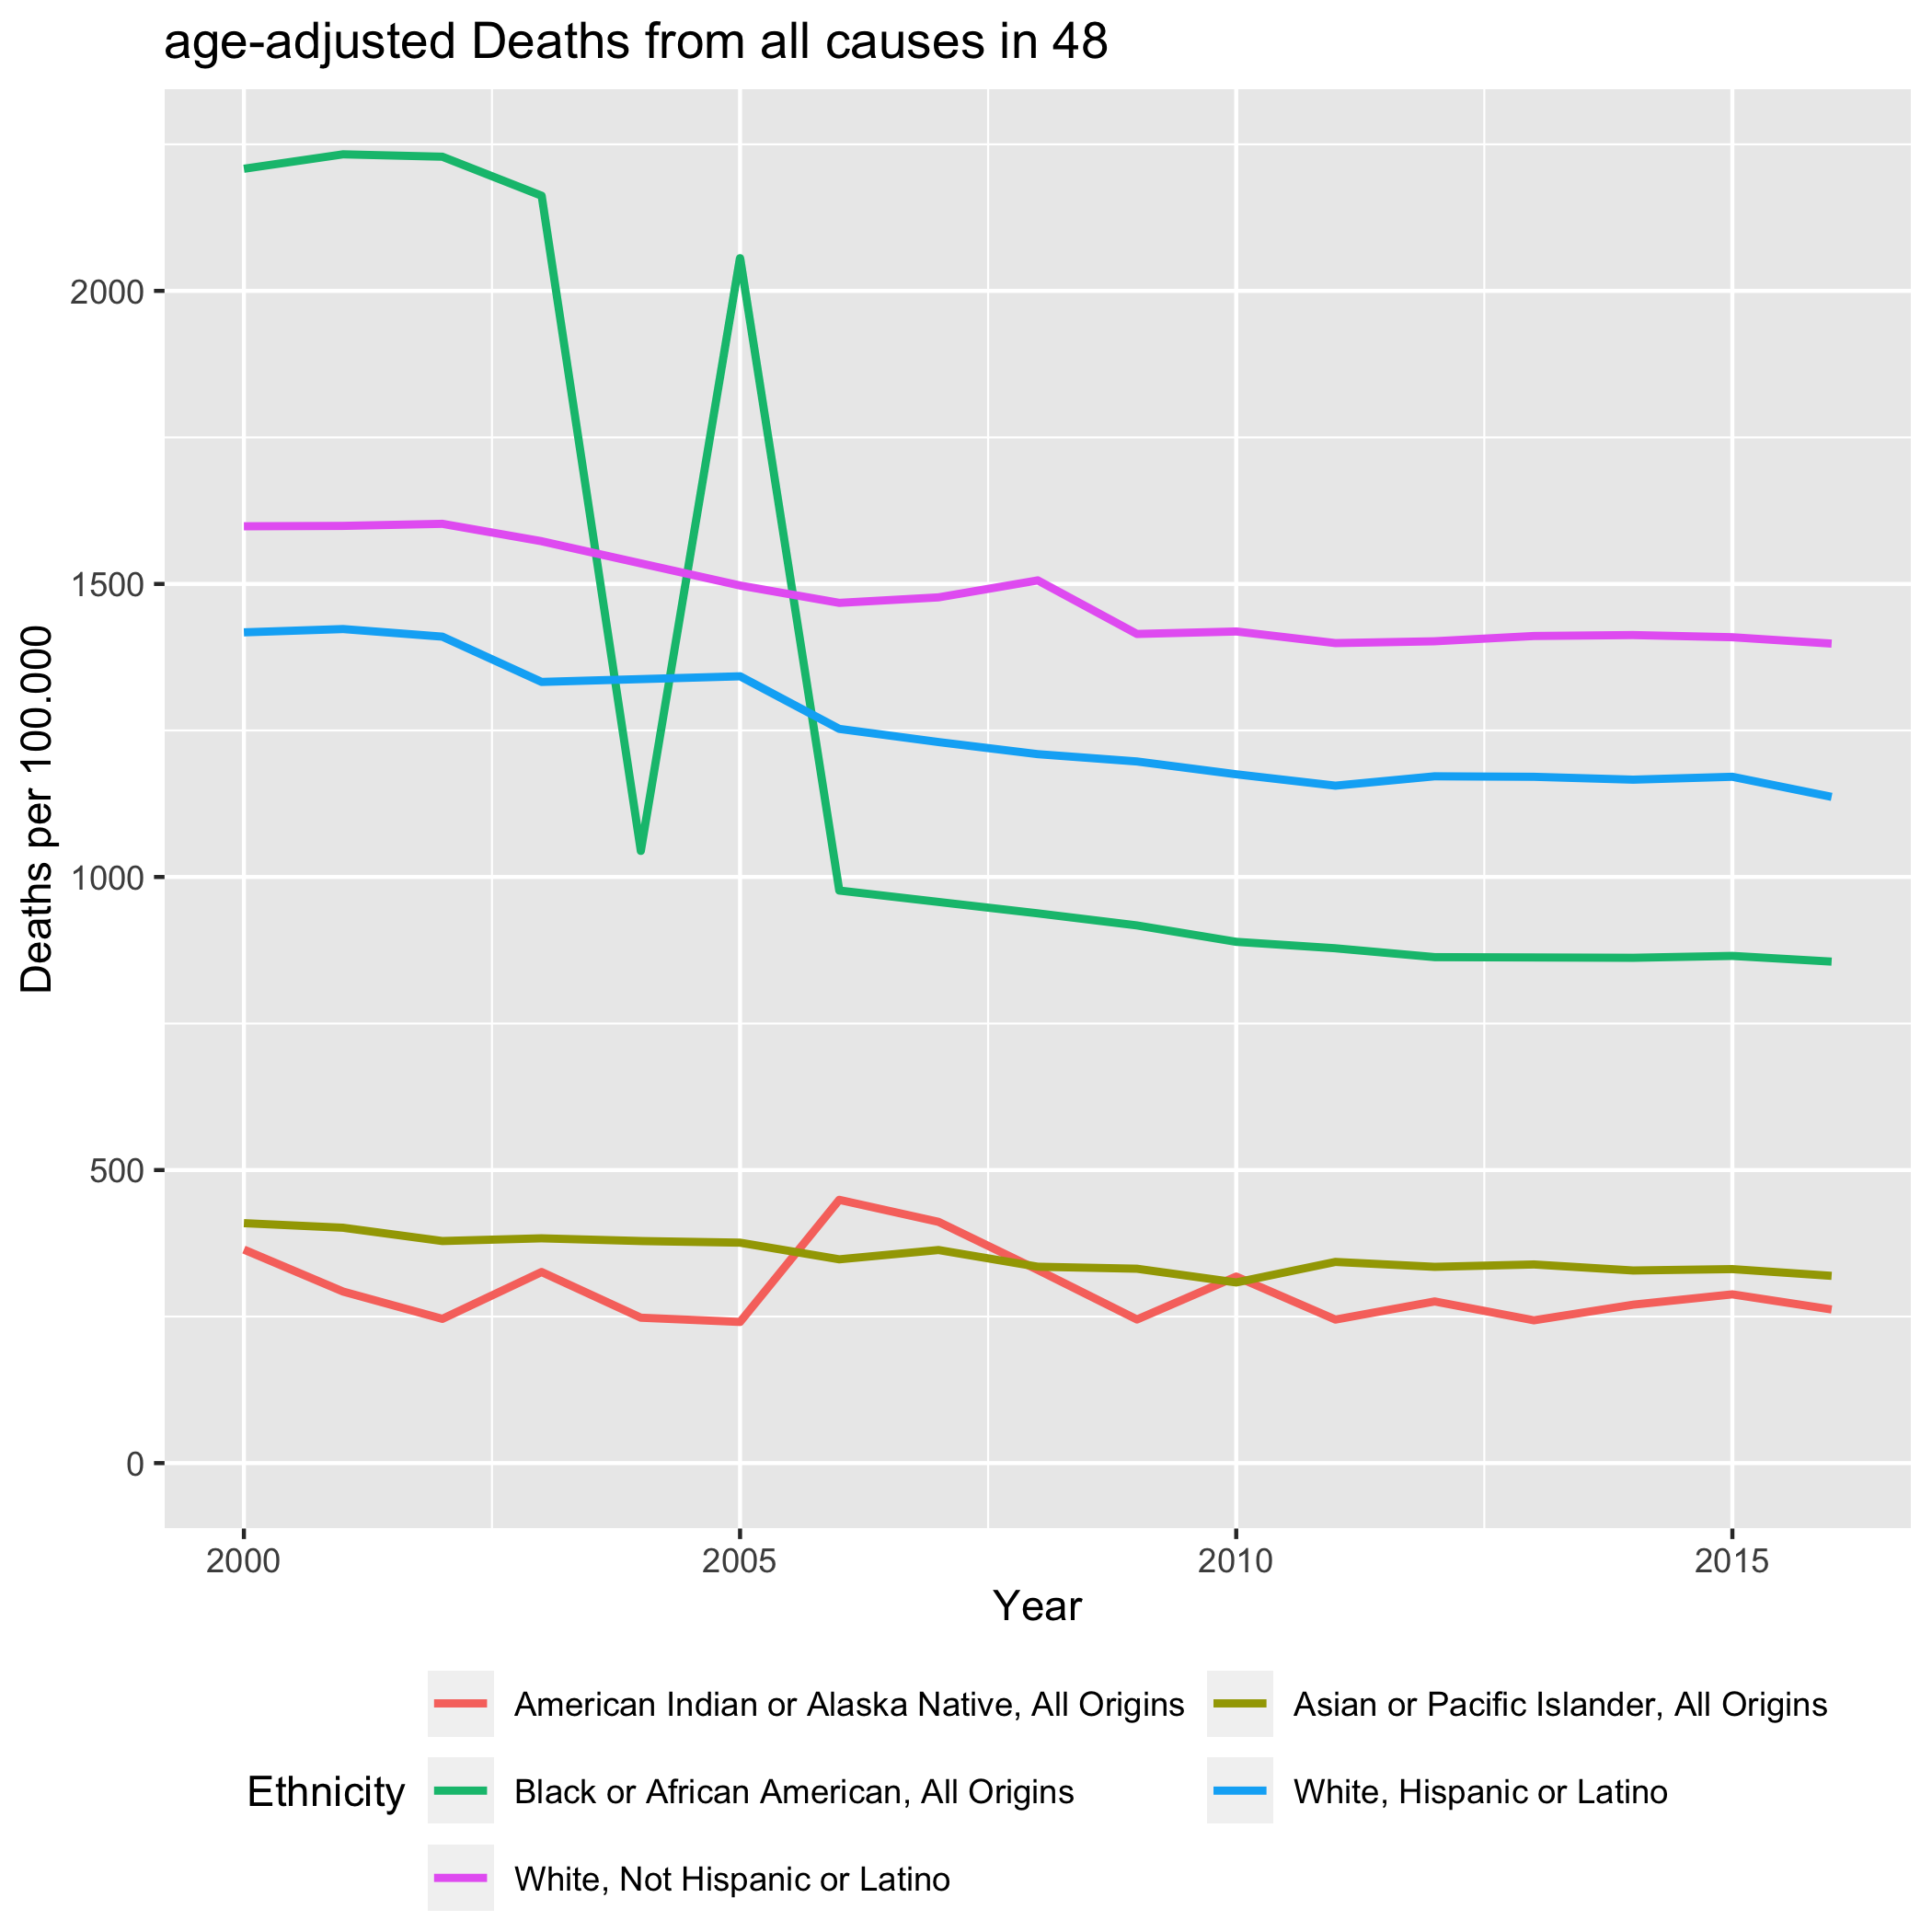 age-adjusted Deaths from all causes in 48
Deaths per 100.000
2000
1500
1000
500
0
2000 2005 2010 2015
Year
Ethnicity
American Indian or Alaska Native, All Origins
Asian or Pacific Islander, All Origins
Black or African American, All Origins
White, Hispanic or Latino
White, Not Hispanic or Latino